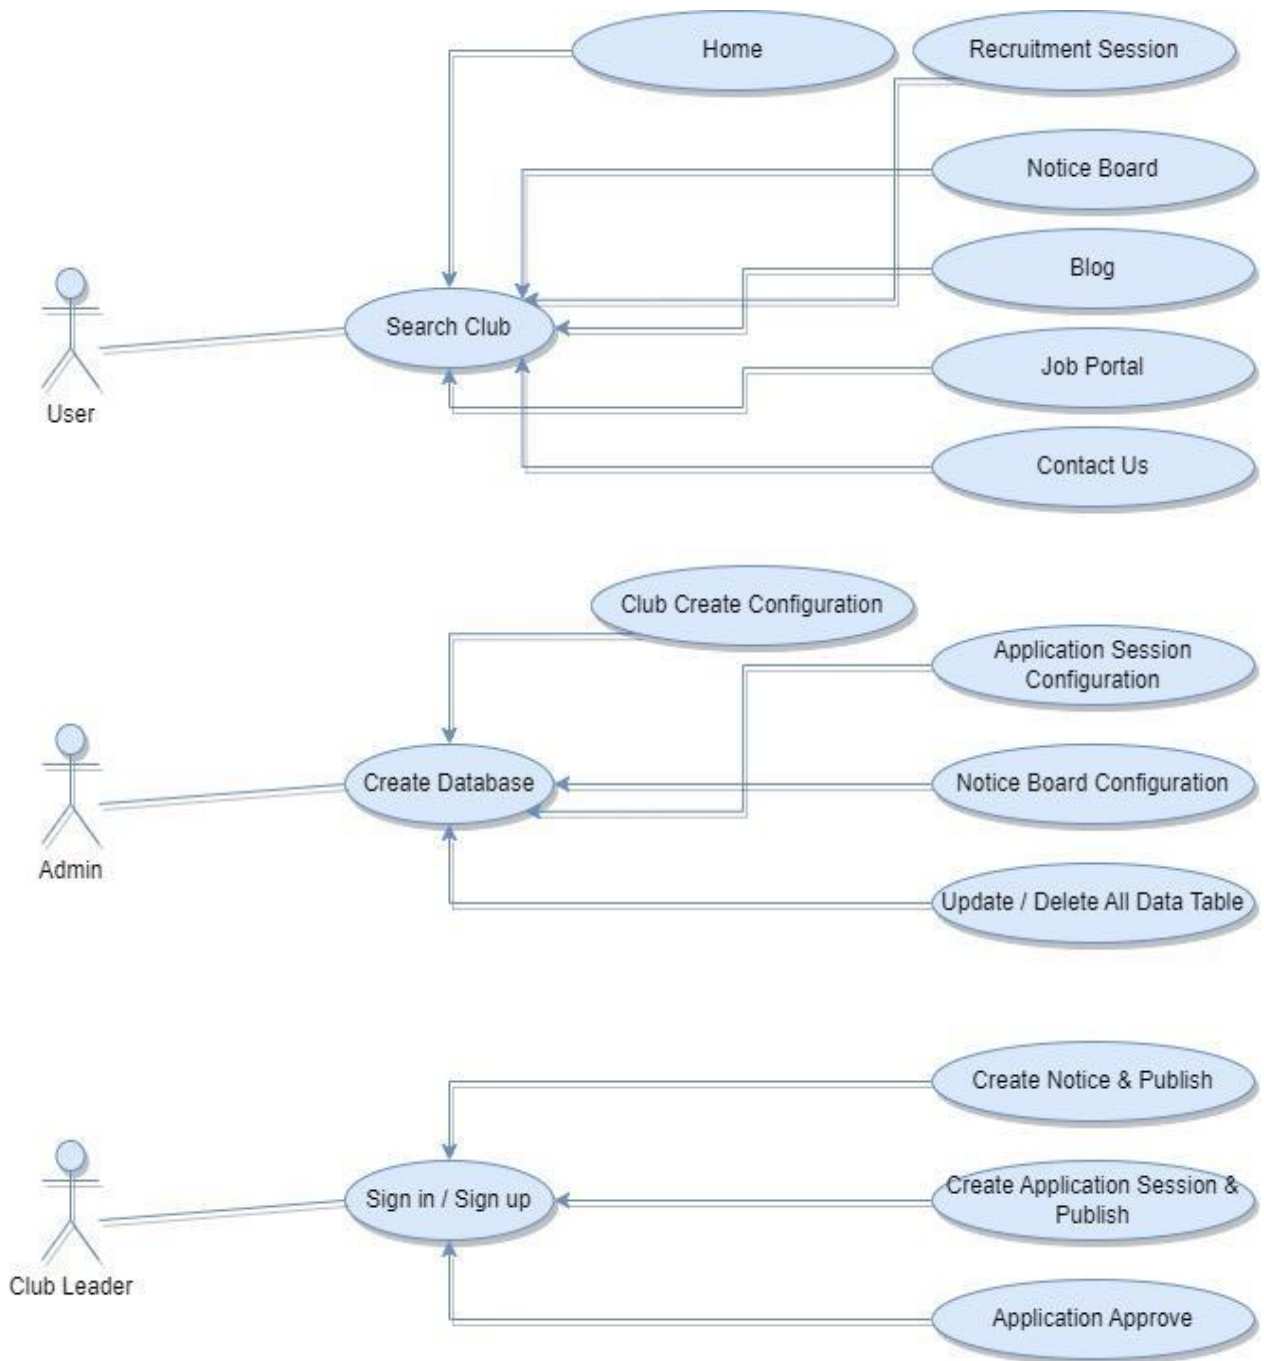 Home
Recruitment Session
Notice Board
Blog
Search Club
Job Portal
User
Contact Us
Club Create Configuration
Application Session
Configuration
Create Database
Notice Board Configuration
Admin
Update / Delete All Data Table
Create Notice & Publish
Sign in / Sign up
Create Application Session &
Publish
Club Leader
Application Approve